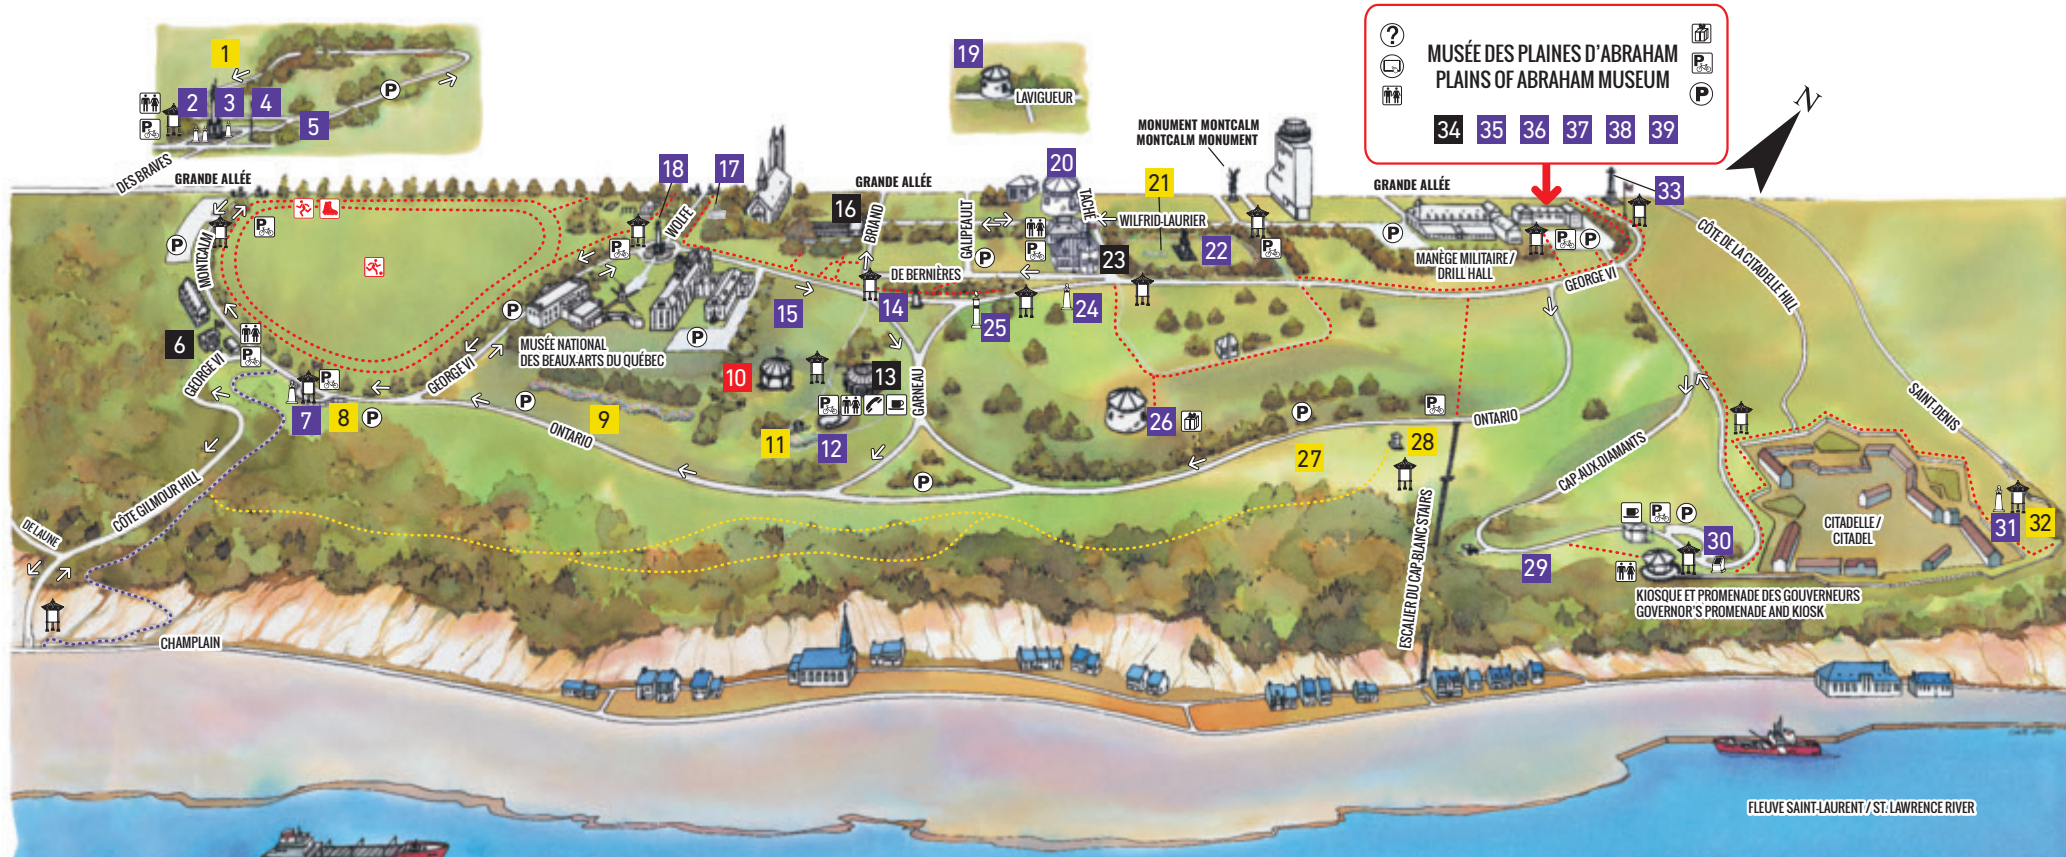 1
2
3
4
5
P
P
P
DES BRAVES
GRANDE ALLÉE
19
LAVIGUEUR
?
MUSÉE DES PLAINES D'ABRAHAM
PLAINS OF ABRAHAM MUSEUM
P
P
34 35 36 37 38 39
N
MONUMENT MONTCALM
MONTCALM MONUMENT
18
17
WOLFE
GRANDE ALLÉE
16
BRIAND
GALIPEAULT
20
TACHÉ
21
WILFRID-LAURIER
22
GRANDE ALLÉE
33
MANÈGE MILITAIRE /
DRILL HALL
GEORGE VI
CÔTE DE LA CITADELLE HILL
SAINT-DENIS
P
P
P
P
P
P
P
P
P
MONTCALM
DE BERNIÈRES
23
15
14
25
24
P
P
6
P
GEORGE VI
GEORGE VI
MUSÉE NATIONAL
DES BEAUX-ARTS DU QUÉBEC
10
13
P
GARNEAU
7
P
8
P
P
9
ONTARIO
11
12
26
P
P
ONTARIO
27
28
P
CAP-AUX-DIAMANTS
CÔTE GILMOUR HILL
DE LAUNE
ESCALIER DU CAP-BLANC STAIRS
P
P
29
30
CITADELLE /
CITADEL
31
32
KIOSQUE ET PROMENADE DES GOUVERNEURS
GOVERNOR'S PROMENADE AND KIOSK
CHAMPLAIN
FLEUVE SAINT-LAURENT / ST. LAWRENCE RIVER